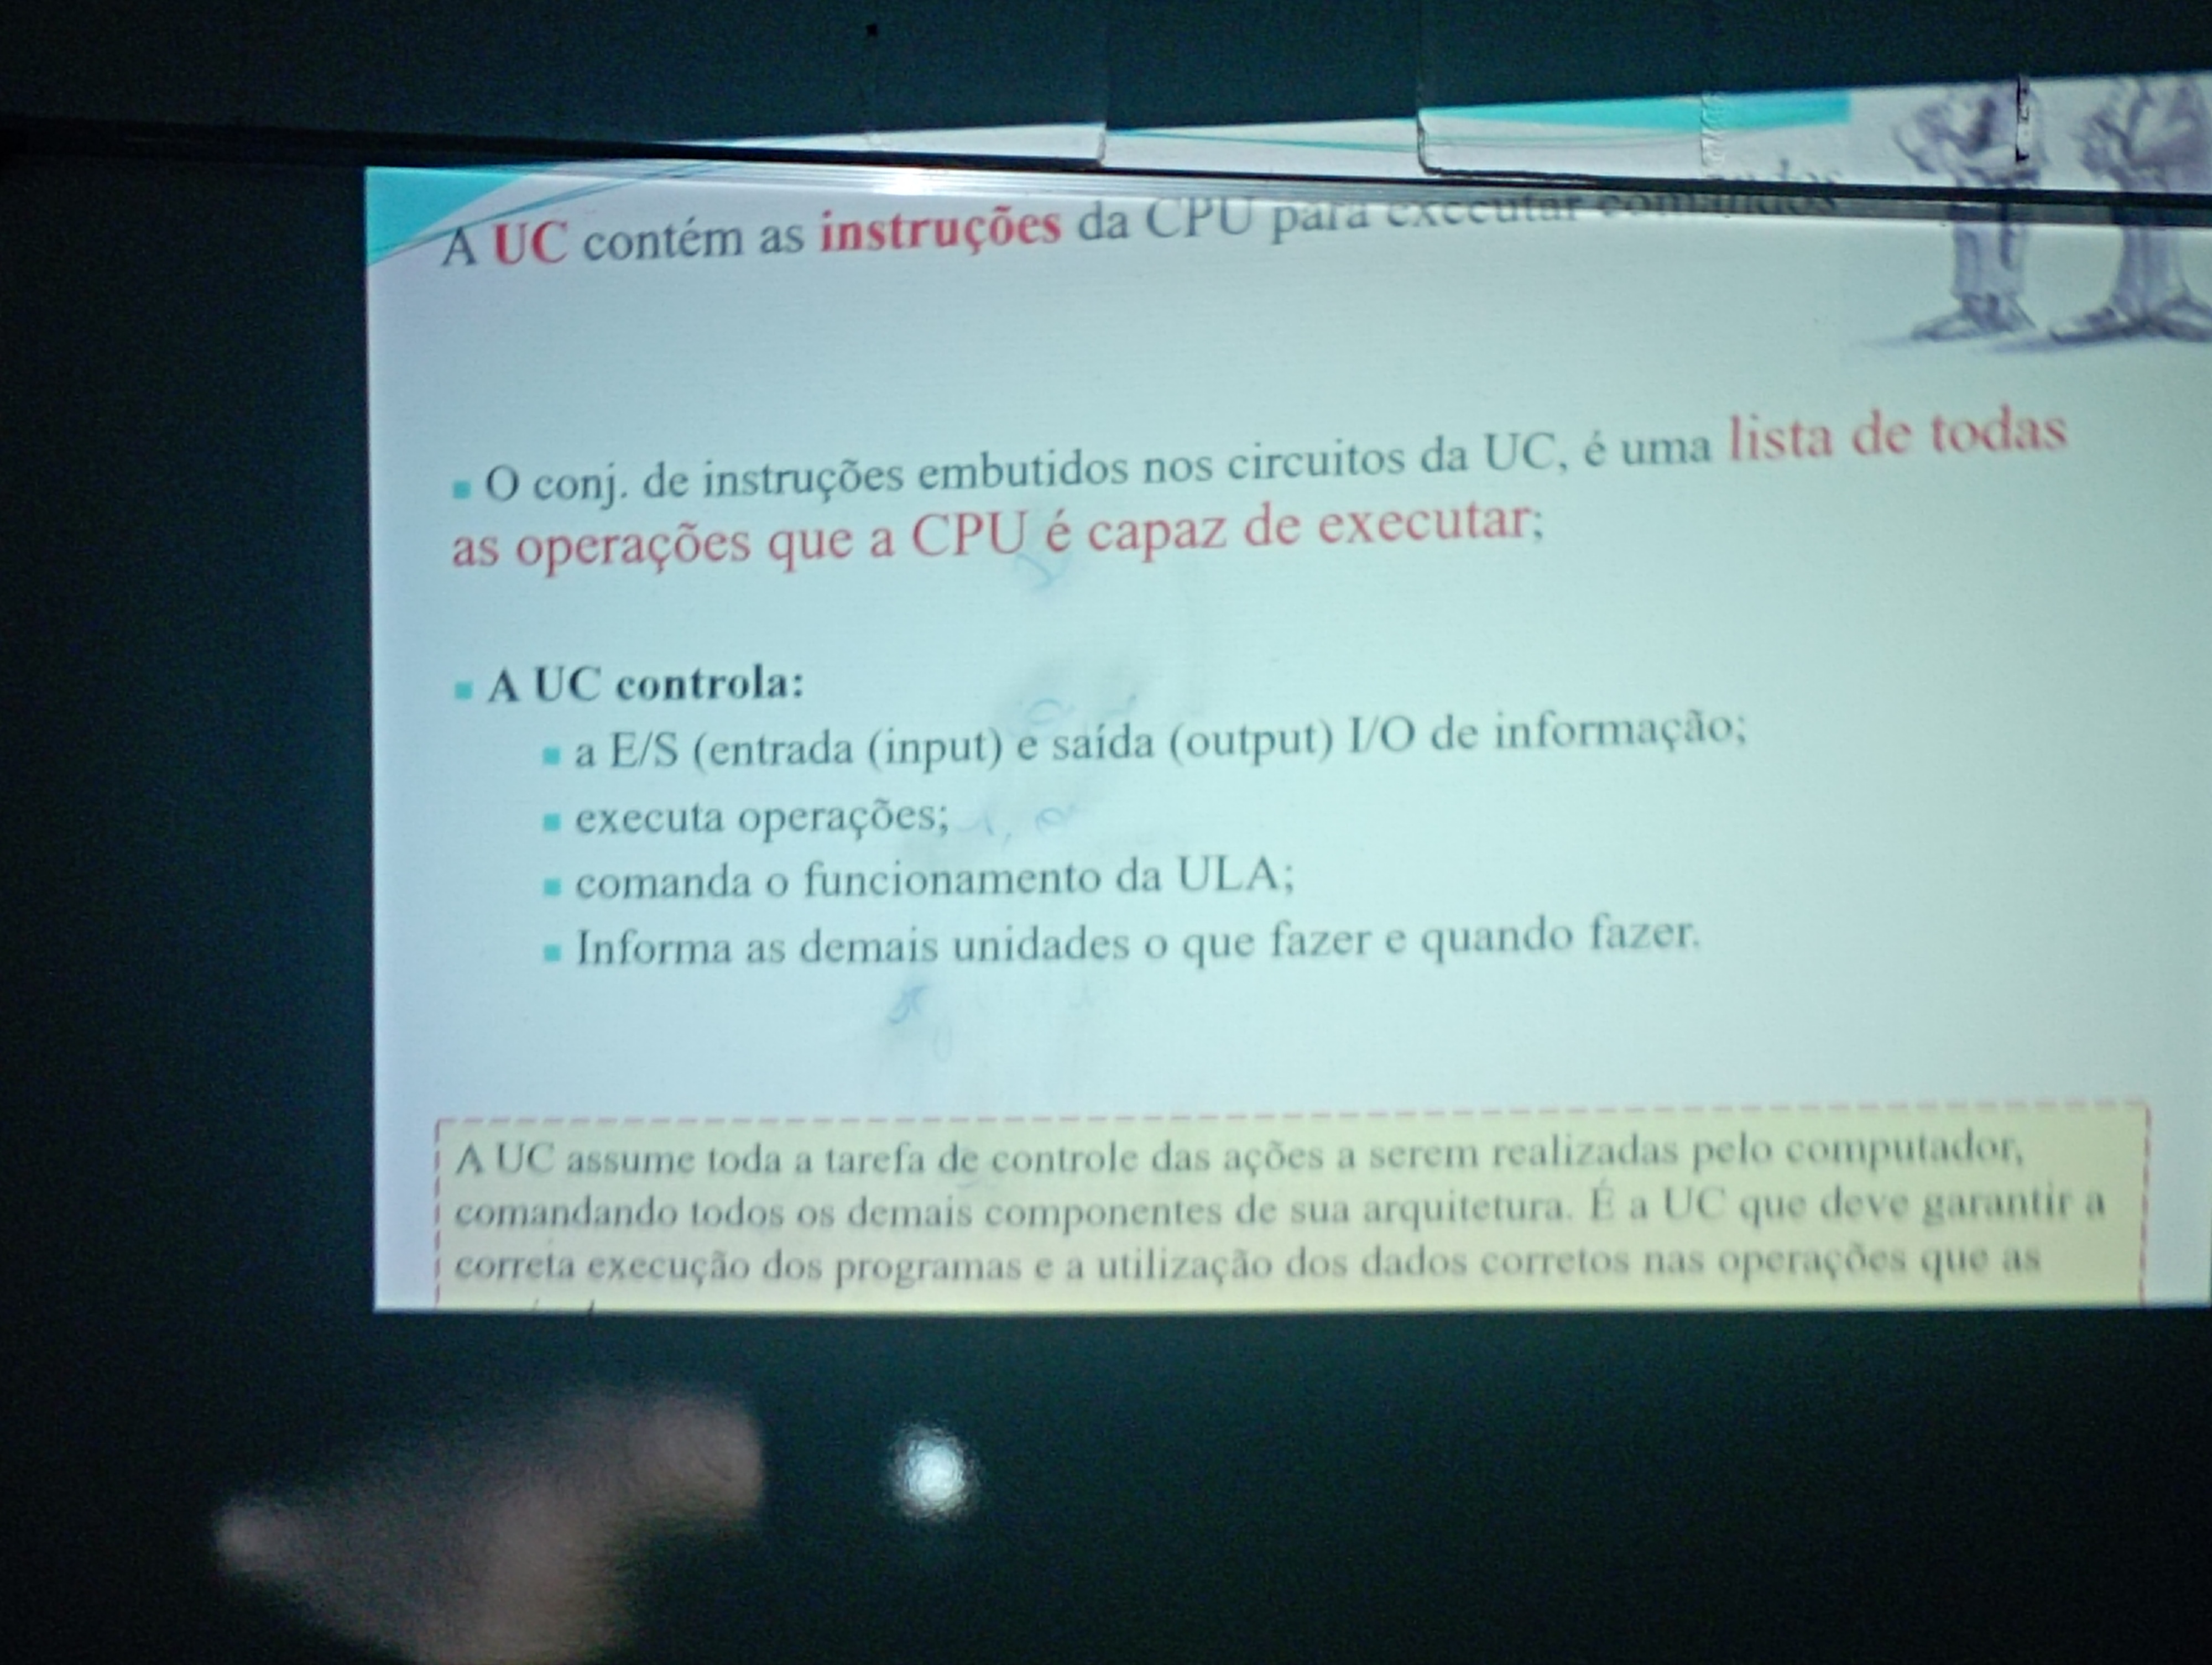 A UC contém as instruções da CPU para executar comandos
▪ O conj. de instruções embutidos nos circuitos da UC, é uma lista de todas
as operações que a CPU é capaz de executar;
▪ A UC controla:
▪ a E/S (entrada (input) e saída (output) I/O de informação;
▪ executa operações;
▪ comanda o funcionamento da ULA;
▪ Informa as demais unidades o que fazer e quando fazer.
A UC assume toda a tarefa de controle das ações a serem realizadas pelo computador,
comandando todos os demais componentes de sua arquitetura. É a UC que deve garantir a
correta execução dos programas e a utilização dos dados corretos nas operações que as